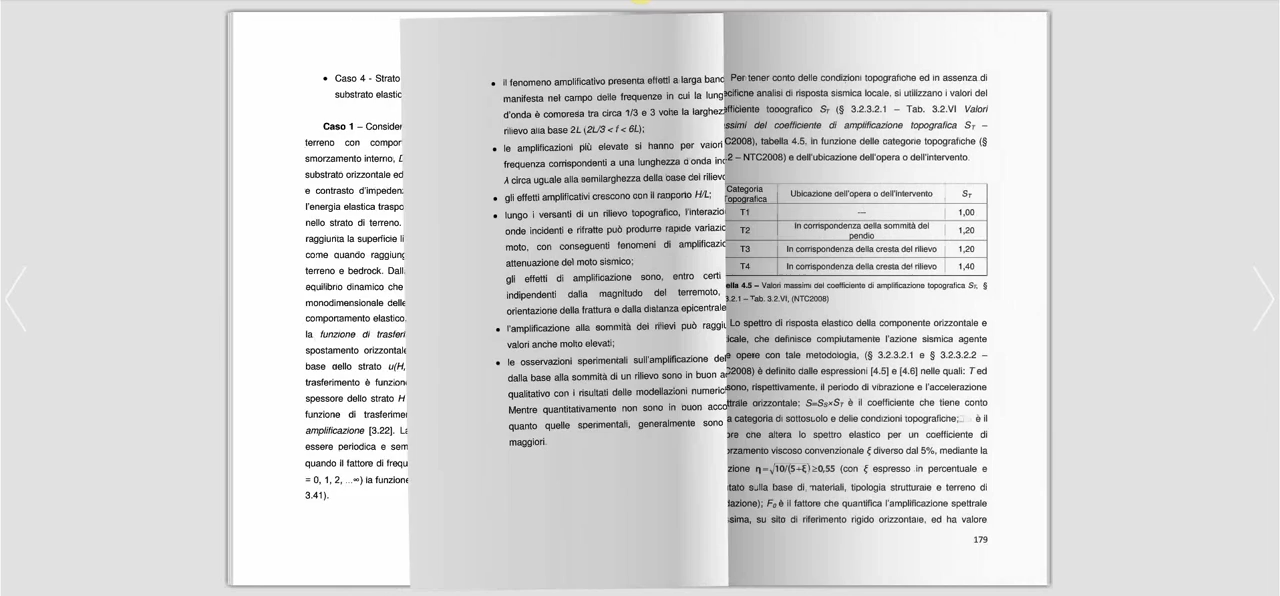 • Caso 4 - Strato
substrato elastic
Caso 1 – Consider
terreno con compor
smorzamento interno, D
substrato orizzontale ed
e contrasto d'impeden
l'energia elastica traspo
nello strato di terreno.
raggiunta la superficie li
come quando raggiung
terreno e bedrock. Dall
equilibrio dinamico che
monodimensionale delle
comportamento elastico.
la funzione di trasferi
spostamento orizzontale
base dello strato u(H,
trasferimento è funzione
spessore dello strato H
funzione di trasferimer
amplificazione [3.22]. La
essere periodica e sem
quando il fattore di frequ
= 0, 1, 2, ...∞) la funzione
3.41).
• il fenomeno amplificativo presenta effetti a larga banc
manifesta nel campo delle frequenze in cui la lung
d'onda è compresa tra circa 1/3 e 3 volte la larghezz
rilievo alla base 2L (2L/3 < f < 6L);
• le amplificazioni più elevate si hanno per valori
frequenza corrispondenti a una lunghezza d'onda inc
λ circa uguale alla semilarghezza della base del rilievo
• gli effetti amplificativi crescono con il rapporto H/L;
• lungo i versanti di un rilievo topografico, l'interazio
onde incidenti e rifratte può produrre rapide variazio
moto, con conseguenti fenomeni di amplificazio
attenuazione del moto sismico;
gli effetti di amplificazione sono, entro certi
indipendenti dalla magnitudo del terremoto,
orientazione della frattura e dalla distanza epicentrale
• l'amplificazione alla sommità dei rilievi può raggiu
valori anche molto elevati;
• le osservazioni sperimentali sull'amplificazione del
dalla base alla sommità di un rilievo sono in buon ac
qualitativo con i risultati delle modellazioni numeric
Mentre quantitativamente non sono in buon acco
quanto quelle sperimentali, generalmente sono
maggiori.
Per tener conto delle condizioni topografiche ed in assenza di
ecifiche analisi di risposta sismica locale, si utilizzano i valori del
efficiente topografico S_T (§ 3.2.3.2.1 – Tab. 3.2.VI Valori
ssimi del coefficiente di amplificazione topografica S_T –
C2008), tabella 4.5, in funzione delle categorie topografiche (§
2 – NTC2008) e dell'ubicazione dell'opera o dell'intervento.
Categoria Topografica Ubicazione dell'opera o dell'intervento S_T
T1 --- 1,00
T2 In corrispondenza della sommità del pendio 1,20
T3 In corrispondenza della cresta del rilievo 1,20
T4 In corrispondenza della cresta del rilievo 1,40
ella 4.5 – Valori massimi del coefficiente di amplificazione topografica S_T, §
3.2.1 – Tab. 3.2.VI, (NTC2008)
Lo spettro di risposta elastico della componente orizzontale e
ticale, che definisce compiutamente l'azione sismica agente
e opere con tale metodologia, (§ 3.2.3.2.1 e § 3.2.3.2.2 –
C2008) è definito dalle espressioni [4.5] e [4.6] nelle quali: T ed
sono, rispettivamente, il periodo di vibrazione e l'accelerazione
ttrale orizzontale; S=S_S×S_T è il coefficiente che tiene conto
a categoria di sottosuolo e delle condizioni topografiche; è il
ore che altera lo spettro elastico per un coefficiente di
orzamento viscoso convenzionale ξ diverso dal 5%, mediante la
zione η=√10/(5+ξ)≥0,55 (con ξ espresso in percentuale e
tato sulla base di materiali, tipologia strutturale e terreno di
dazione); F_0 è il fattore che quantifica l'amplificazione spettrale
ssima, su sito di riferimento rigido orizzontale, ed ha valore
179